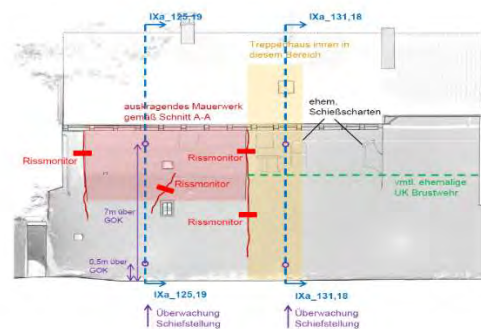 IXa_125,19
IXa_131,18
Treppenhaus innen in
diesem Bereich
auskragendes Mauerwerk
gemäß Schnitt A-A
ehem.
Schießscharten
Rissmonitor
Rissmonitor
Rissmonitor
Rissmonitor
vmtl. ehemalige
UK Brustwehr
7m über
GOK
0,5m über
GOK
IXa_125,19
IXa_131,18
Überwachung
Schiefstellung
Überwachung
Schiefstellung